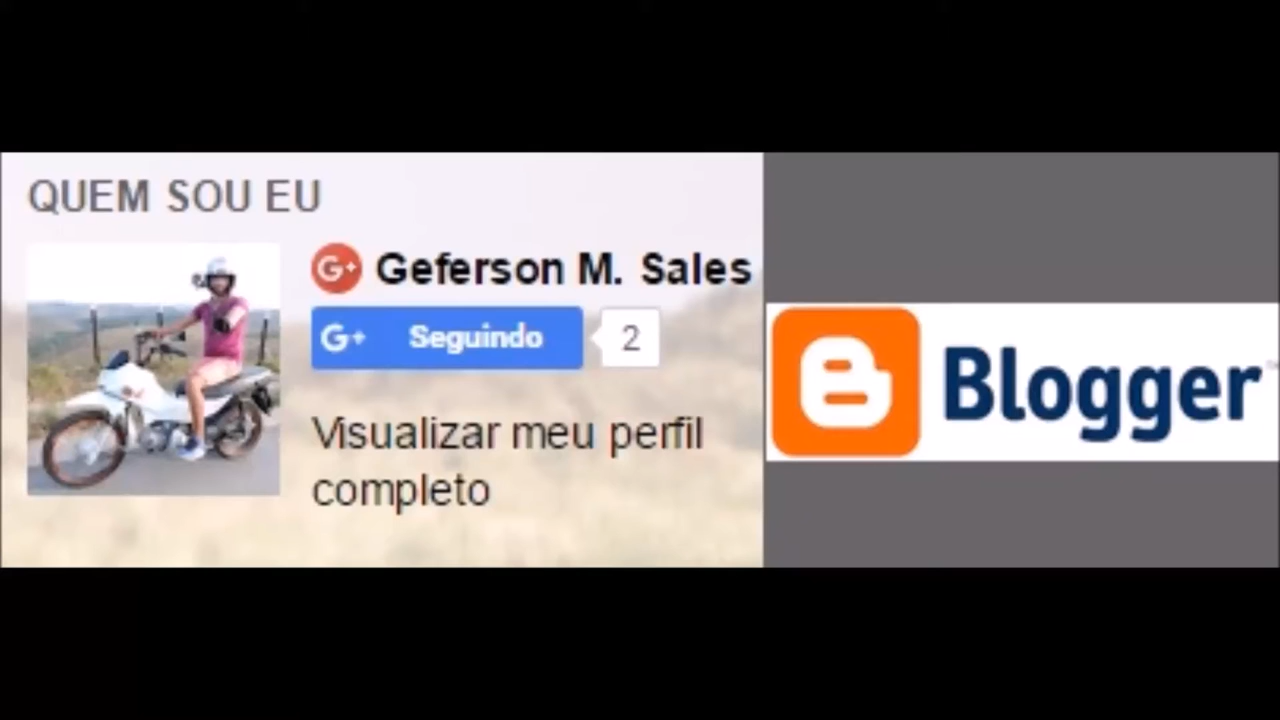 QUEM SOU EU
G+ Geferson M. Sales
G+ Seguindo 2
Visualizar meu perfil
completo
B Blogger